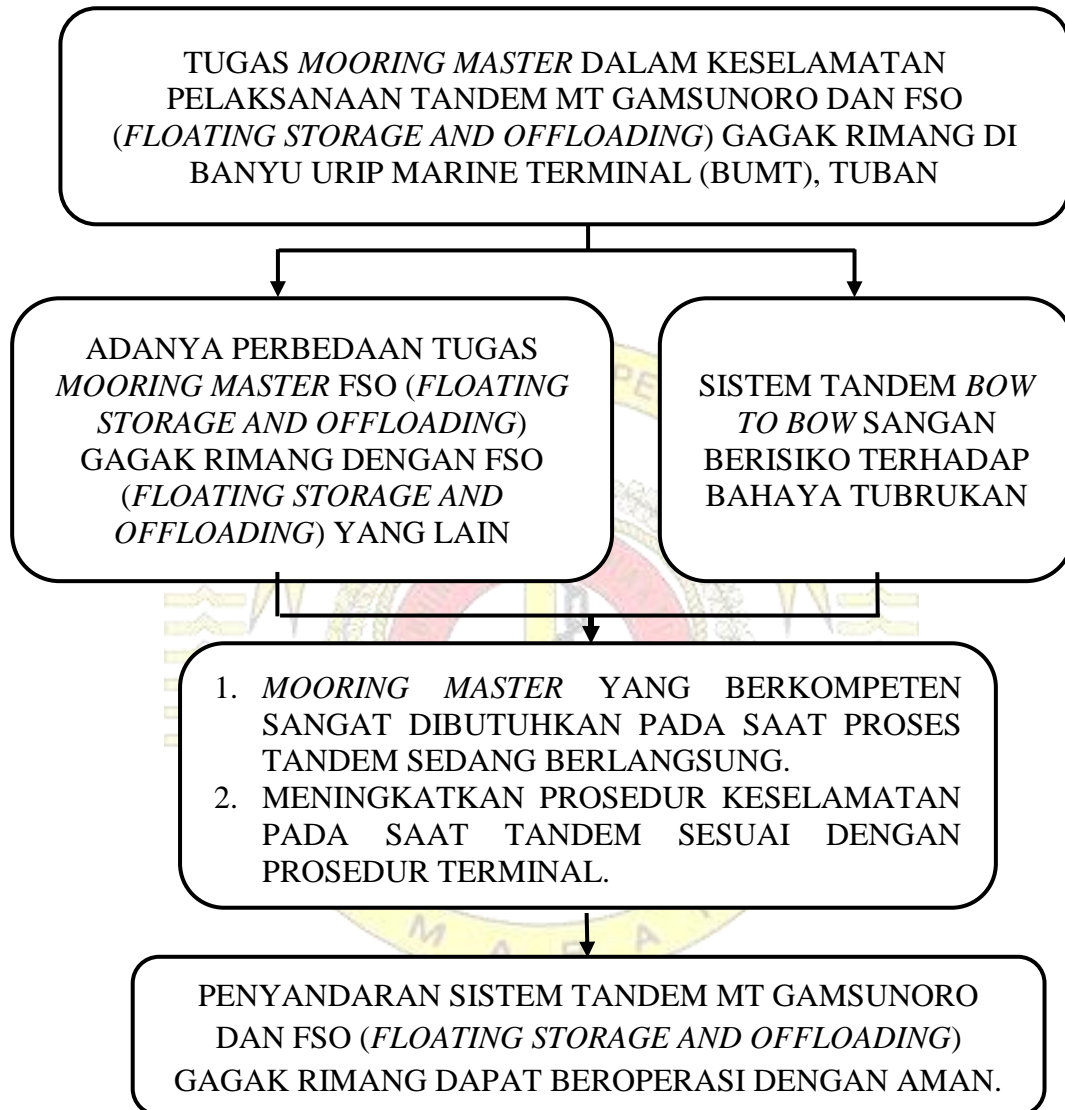 TUGAS MOORING MASTER DALAM KESELAMATAN
PELAKSANAAN TANDEM MT GAMSUNORO DAN FSO
(FLOATING STORAGE AND OFFLOADING) GAGAK RIMANG DI
BANYU URIP MARINE TERMINAL (BUMT), TUBAN
ADANYA PERBEDAAN TUGAS
MOORING MASTER FSO (FLOATING
STORAGE AND OFFLOADING)
GAGAK RIMANG DENGAN FSO
(FLOATING STORAGE AND
OFFLOADING) YANG LAIN
SISTEM TANDEM BOW
TO BOW SANGAN
BERISIKO TERHADAP
BAHAYA TUBRUKAN
1. MOORING MASTER YANG BERKOMPETEN
SANGAT DIBUTUHKAN PADA SAAT PROSES
TANDEM SEDANG BERLANGSUNG.
2. MENINGKATKAN PROSEDUR KESELAMATAN
PADA SAAT TANDEM SESUAI DENGAN
PROSEDUR TERMINAL.
PENYANDARAN SISTEM TANDEM MT GAMSUNORO
DAN FSO (FLOATING STORAGE AND OFFLOADING)
GAGAK RIMANG DAPAT BEROPERASI DENGAN AMAN.